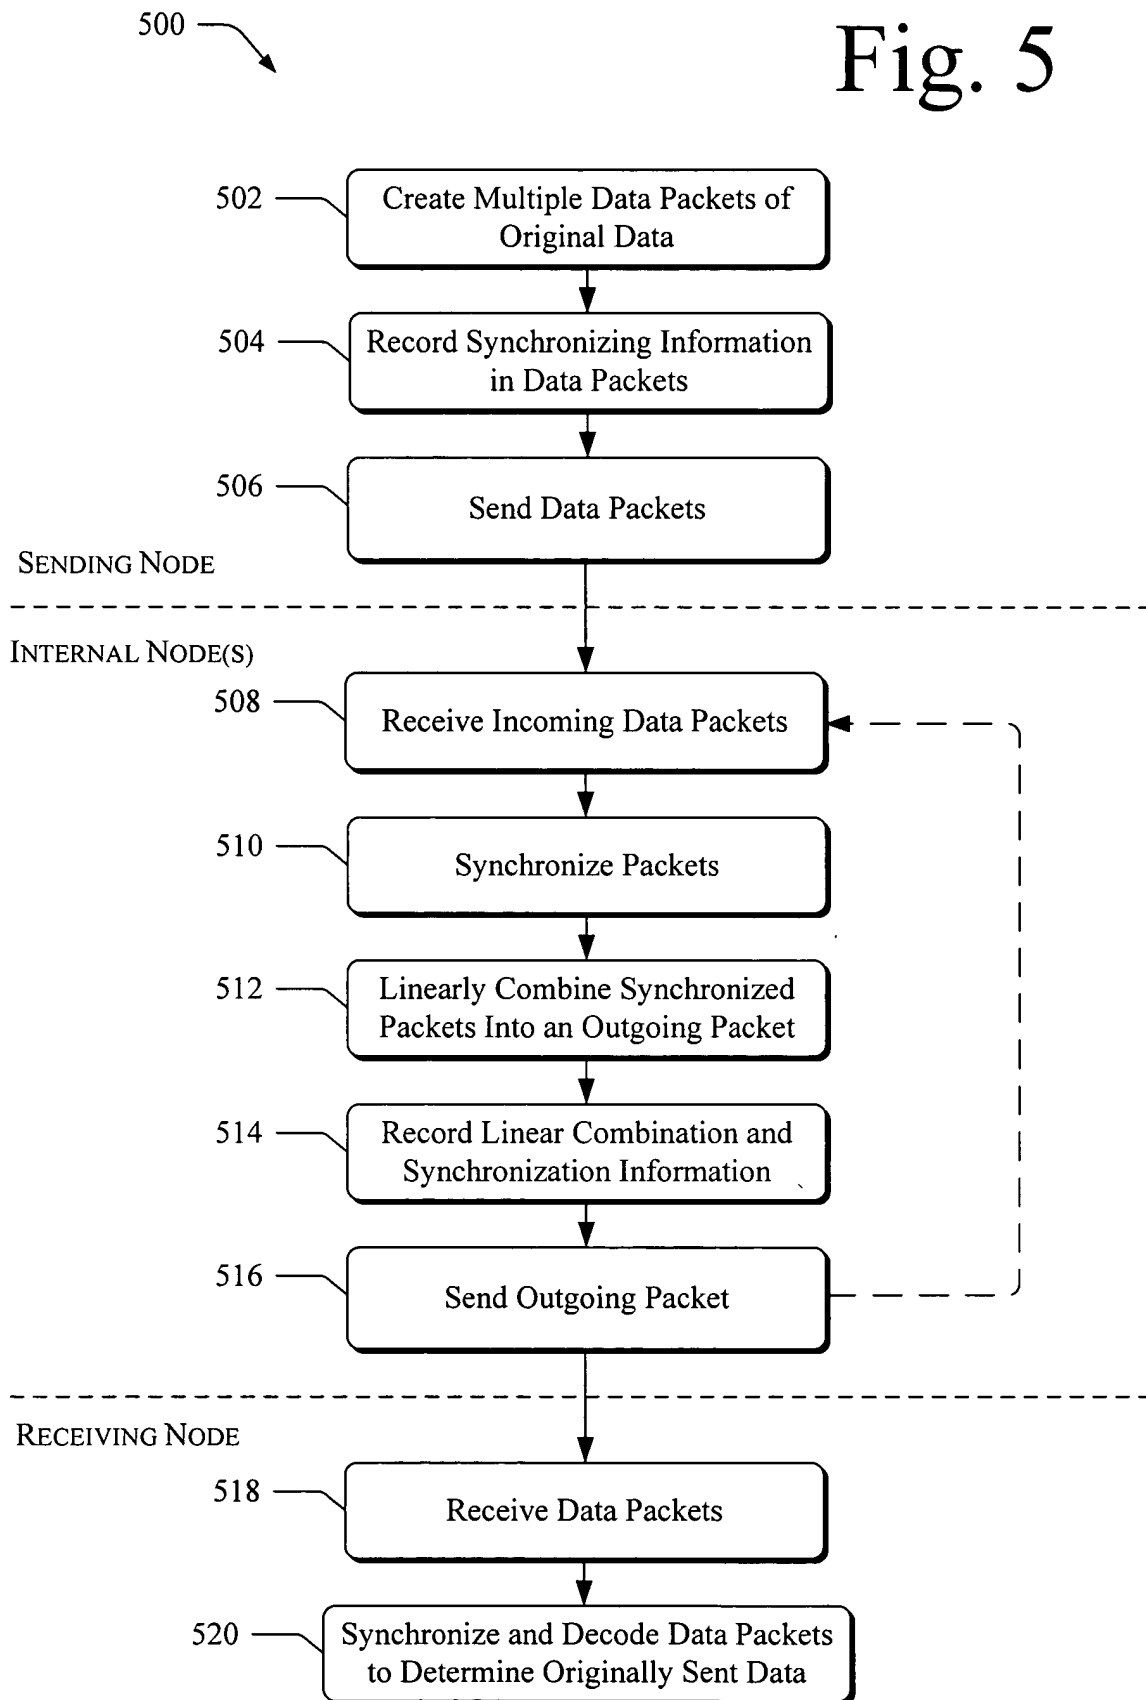 500
Fig. 5
502
Create Multiple Data Packets of
Original Data
504
Record Synchronizing Information
in Data Packets
506
Send Data Packets
SENDING NODE
INTERNAL NODE(S)
508
Receive Incoming Data Packets
510
Synchronize Packets
512
Linearly Combine Synchronized
Packets Into an Outgoing Packet
514
Record Linear Combination and
Synchronization Information
516
Send Outgoing Packet
RECEIVING NODE
518
Receive Data Packets
520
Synchronize and Decode Data Packets
to Determine Originally Sent Data